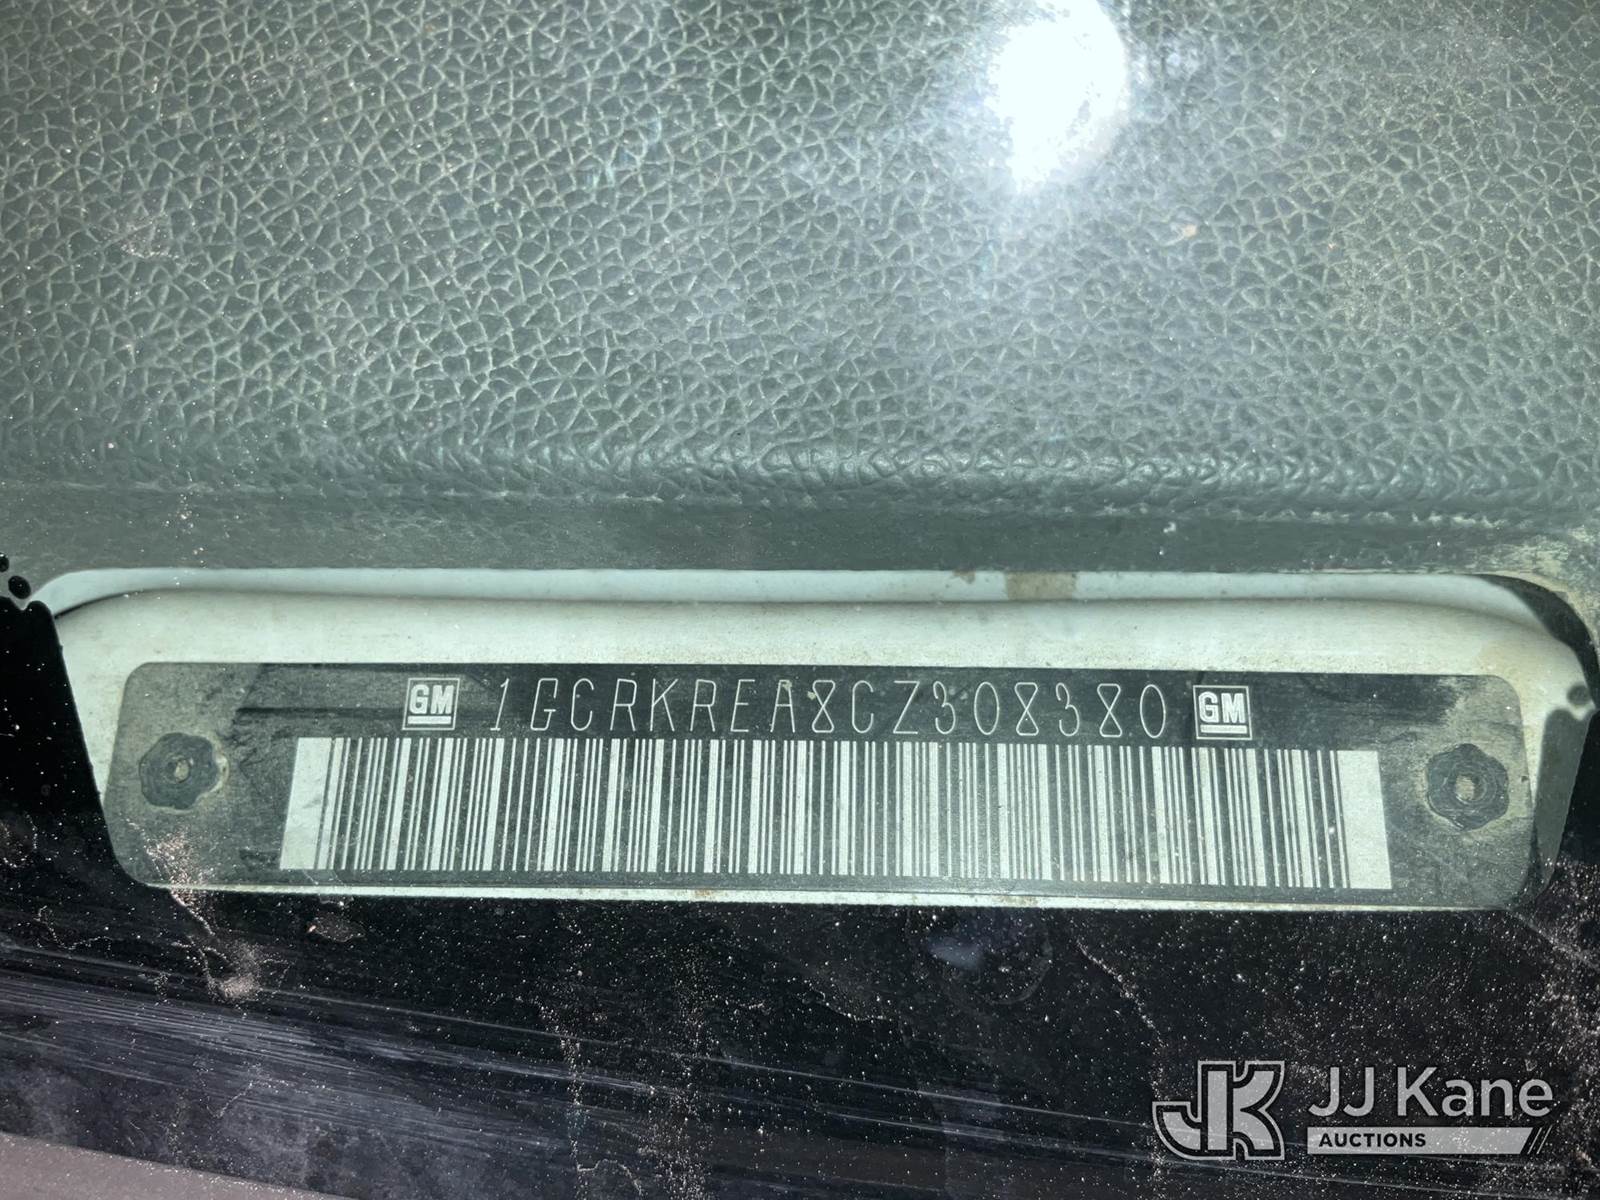 GM 1GCRKREA8CZ308380 GM
JJ Kane
AUCTIONS